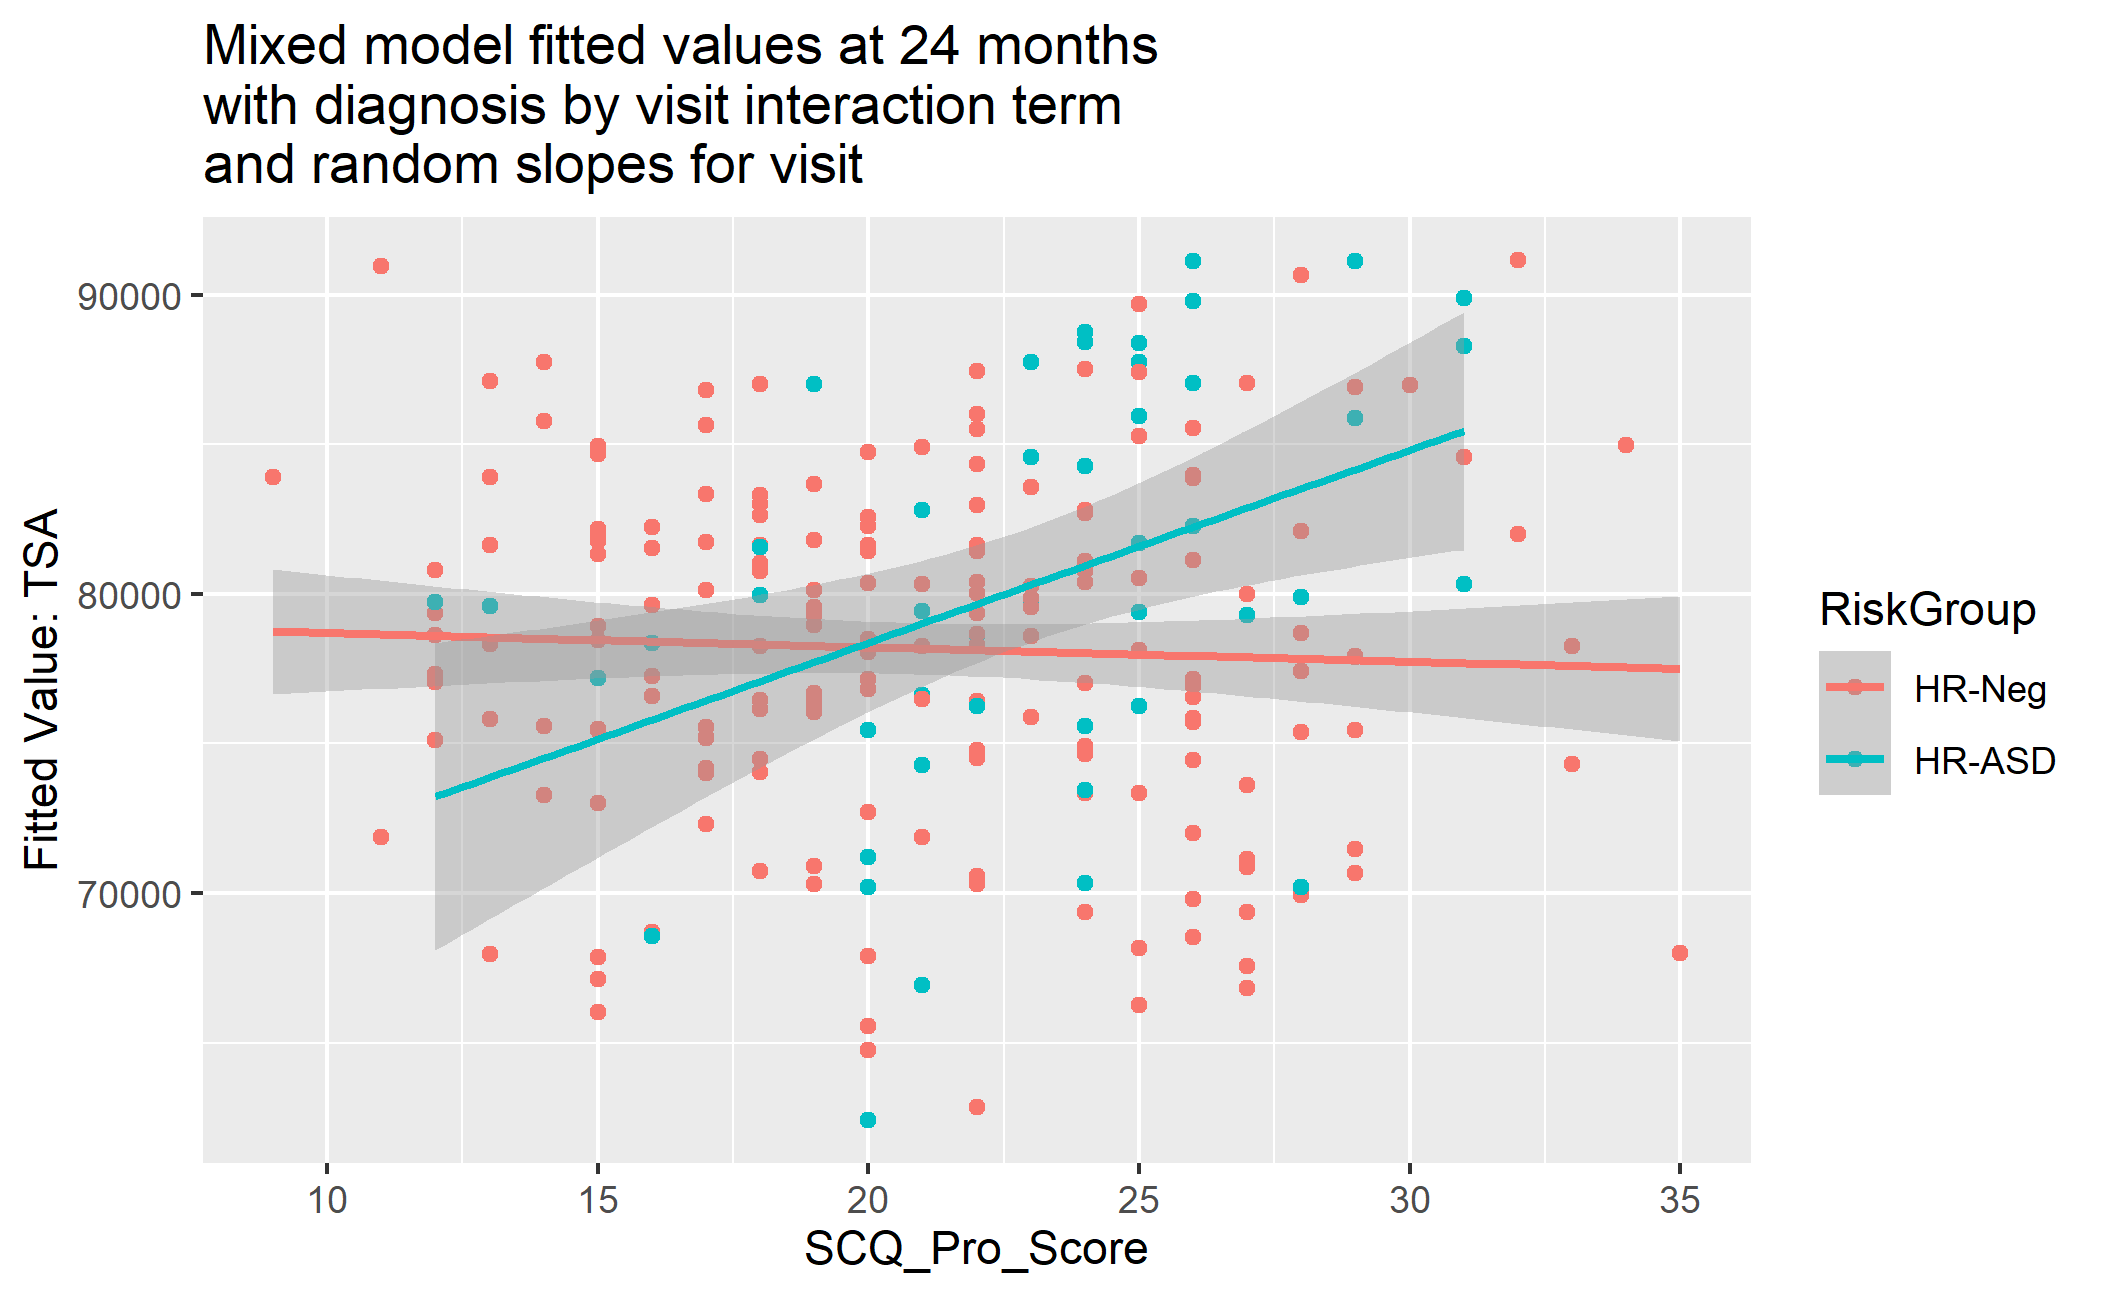 Mixed model fitted values at 24 months
with diagnosis by visit interaction term
and random slopes for visit
90000
80000
70000
Fitted Value: TSA
10 15 20 25 30 35
SCQ_Pro_Score
RiskGroup
HR-Neg
HR-ASD